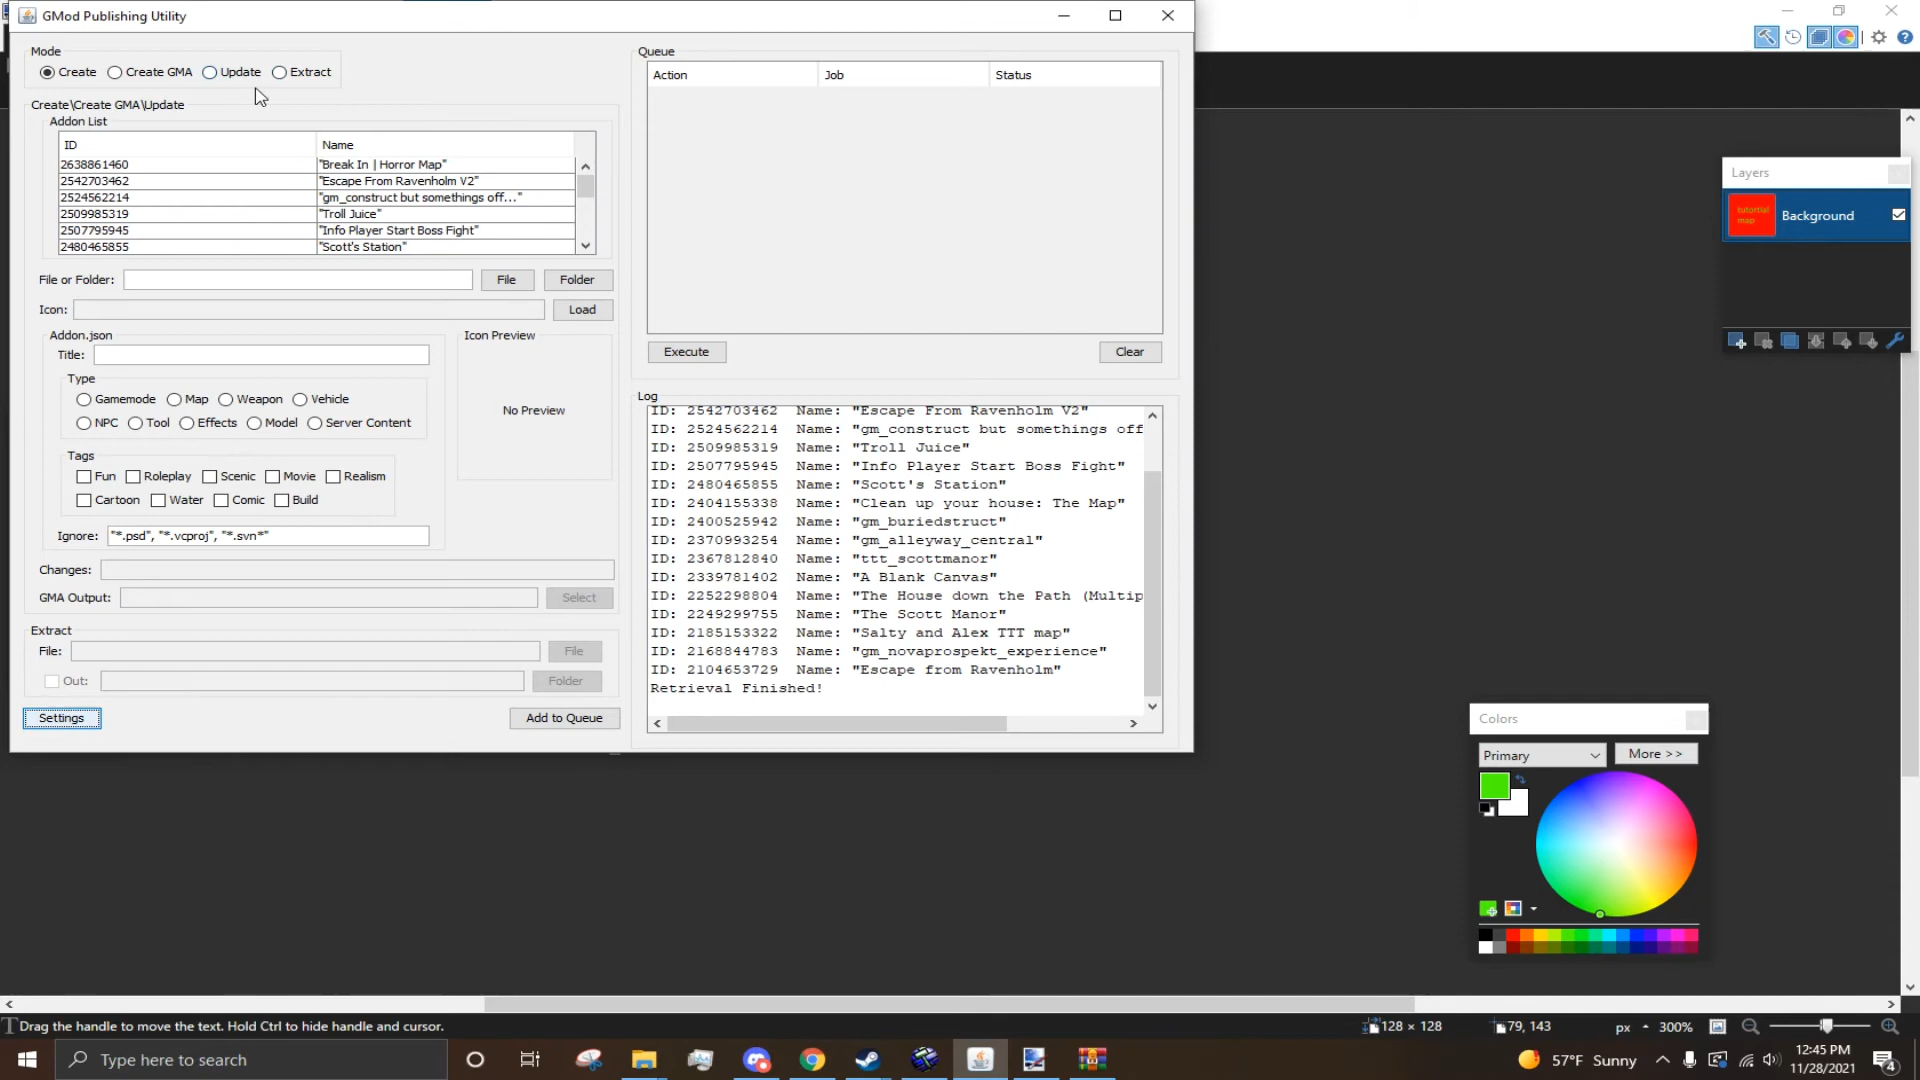 GMod Publishing Utility
Mode
Create Create GMA Update Extract
Create\Create GMA\Update
Addon List
ID Name
2638861460 "Break In | Horror Map"
2542703462 "Escape From Ravenholm V2"
2524562214 "gm_construct but somethings off..."
2509985319 "Troll Juice"
2507795945 "Info Player Start Boss Fight"
2480465855 "Scott's Station"
File or Folder: File Folder
Icon: Load
Addon.json
Title:
Type
Gamemode Map Weapon Vehicle
NPC Tool Effects Model Server Content
Tags
Fun Roleplay Scenic Movie Realism
Cartoon Water Comic Build
Ignore: "*.psd", "*.vcproj", "*.svn*"
Icon Preview
No Preview
Changes:
GMA Output: Select
Extract
File: File
Out: Folder
Settings Add to Queue
Queue
Action Job Status
Execute Clear
Log
ID: 2542703462 Name: "Escape From Ravenholm V2"
ID: 2524562214 Name: "gm_construct but somethings off
ID: 2509985319 Name: "Troll Juice"
ID: 2507795945 Name: "Info Player Start Boss Fight"
ID: 2480465855 Name: "Scott's Station"
ID: 2404155338 Name: "Clean up your house: The Map"
ID: 2400525942 Name: "gm_buriedstruct"
ID: 2370993254 Name: "gm_alleyway_central"
ID: 2367812840 Name: "ttt_scottmanor"
ID: 2339781402 Name: "A Blank Canvas"
ID: 2252298804 Name: "The House down the Path (Multip
ID: 2249299755 Name: "The Scott Manor"
ID: 2185153322 Name: "Salty and Alex TTT map"
ID: 2168844783 Name: "gm_novaprospekt_experience"
ID: 2104653729 Name: "Escape from Ravenholm"
Retrieval Finished!
Layers
tutortial
map
Background
Colors
Primary More >>
Drag the handle to move the text. Hold Ctrl to hide handle and cursor.
128 × 128 79, 143 px 300%
Type here to search
57°F Sunny
12:45 PM
11/28/2021
4